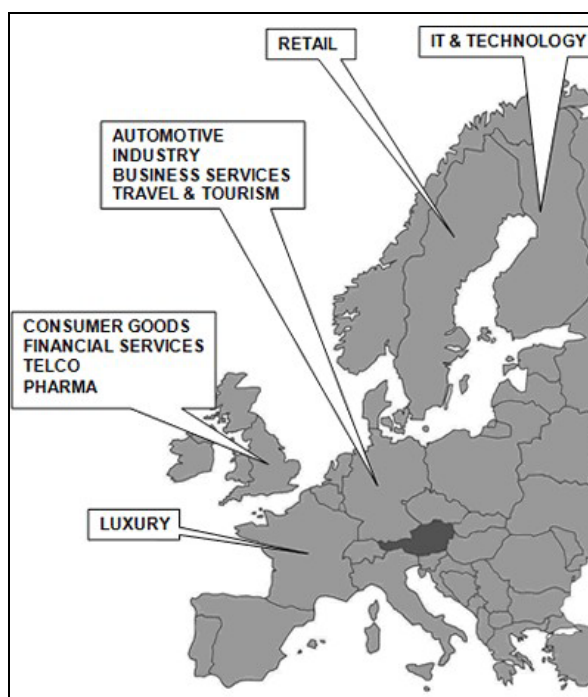 RETAIL
IT & TECHNOLOGY
AUTOMOTIVE
INDUSTRY
BUSINESS SERVICES
TRAVEL & TOURISM
CONSUMER GOODS
FINANCIAL SERVICES
TELCO
PHARMA
LUXURY